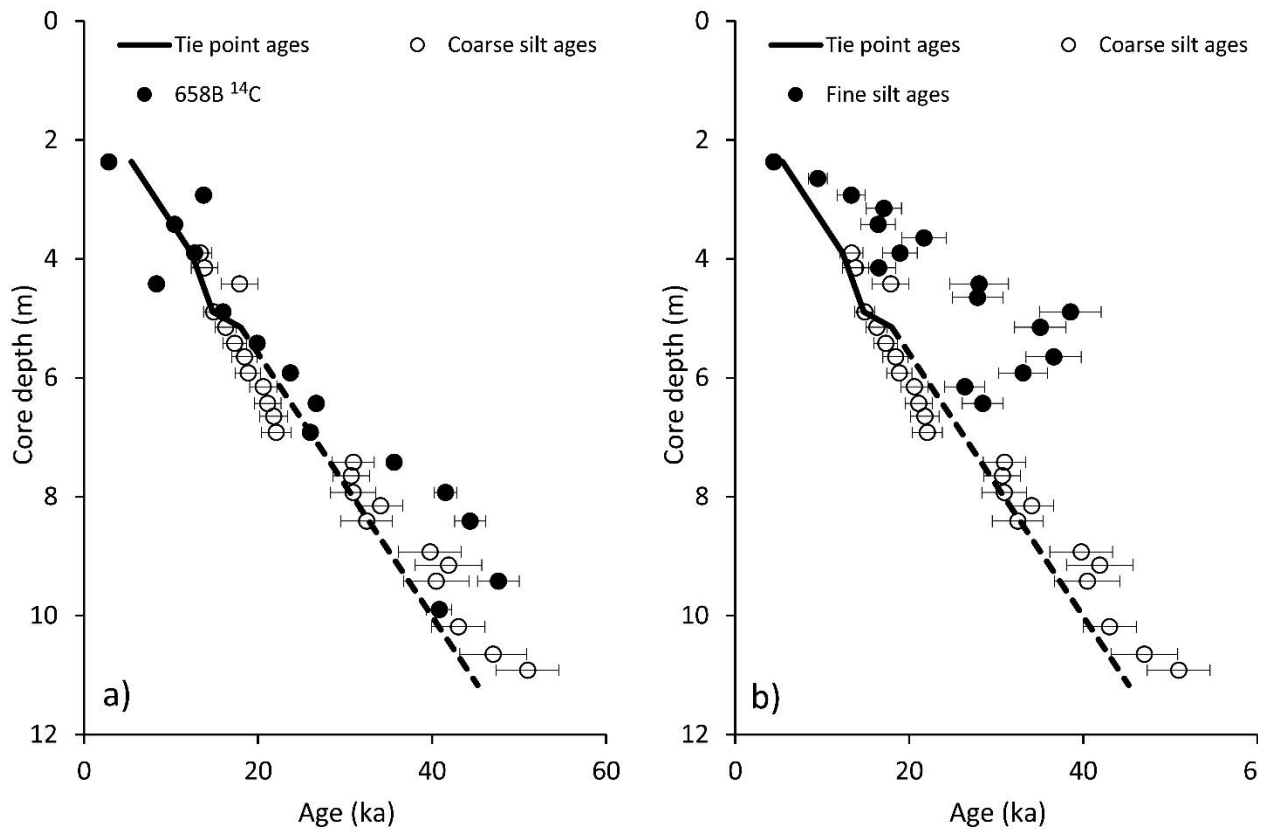 0
Tie point ages
Coarse silt ages
658B ¹⁴C
2
4
6
8
10
12
Core depth (m)
a)
0
20
40
60
Age (ka)
0
Tie point ages
Coarse silt ages
Fine silt ages
2
4
6
8
10
12
Core depth (m)
b)
0
20
40
6
Age (ka)